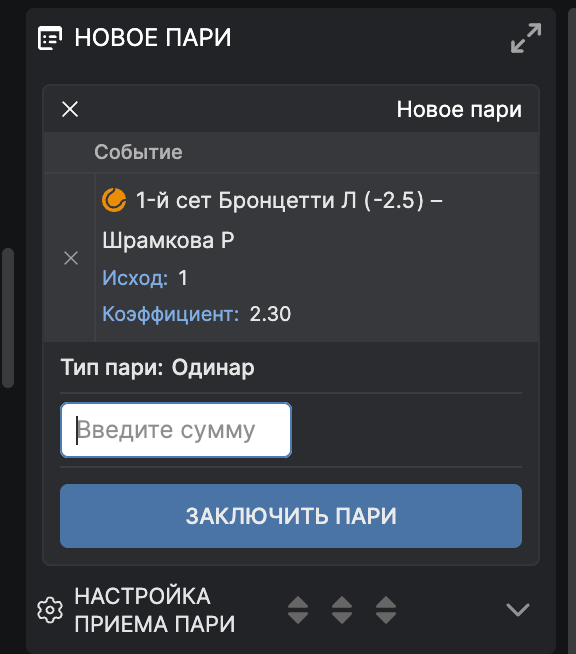 НОВОЕ ПАРИ
Новое пари
Событие
1-й сет Бронцетти Л (-2.5) –
Шрамкова Р
Исход: 1
Коэффициент: 2.30
Тип пари: Одинар
Введите сумму
ЗАКЛЮЧИТЬ ПАРИ
НАСТРОЙКА
ПРИЕМА ПАРИ